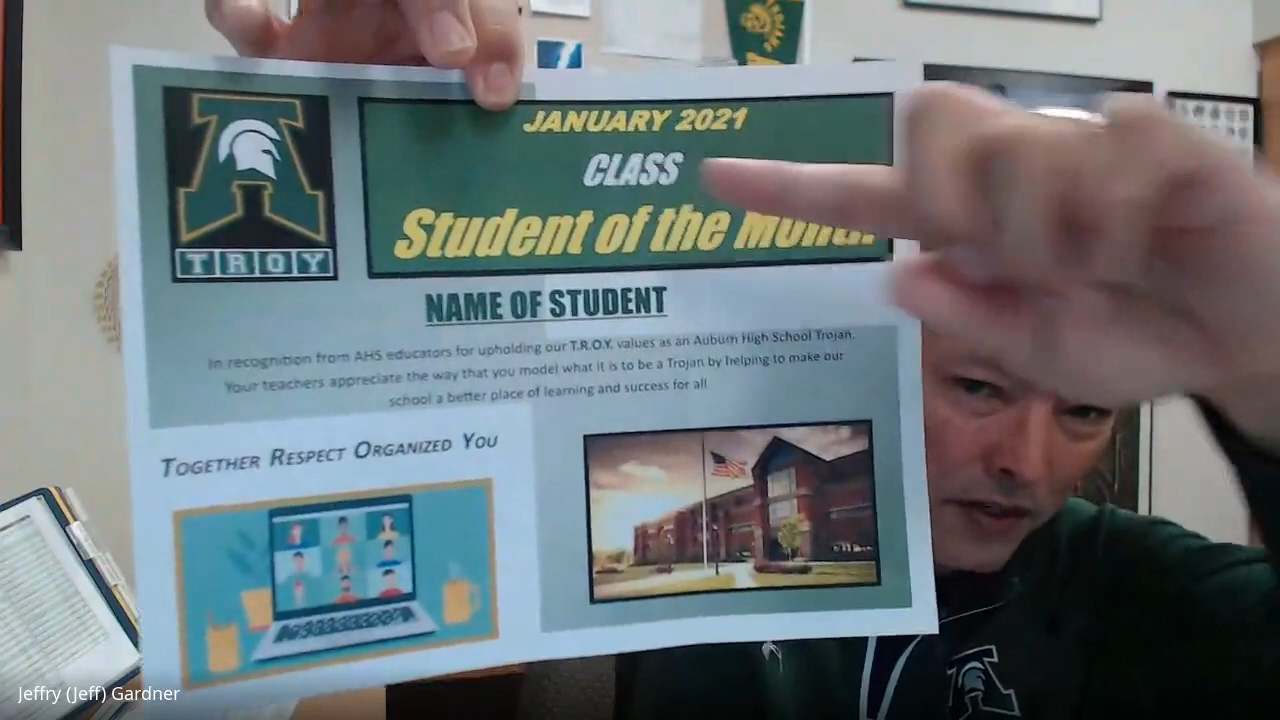 JANUARY 2021
CLASS
Student of the Month
TROY
NAME OF STUDENT
In recognition from AHS educators for upholding our T.R.O.Y. values as an Auburn High School Trojan.
Your teachers appreciate the way that you model what it is to be a Trojan by helping to make our
school a better place of learning and success for all
TOGETHER RESPECT ORGANIZED YOU
Jeffry (Jeff) Gardner